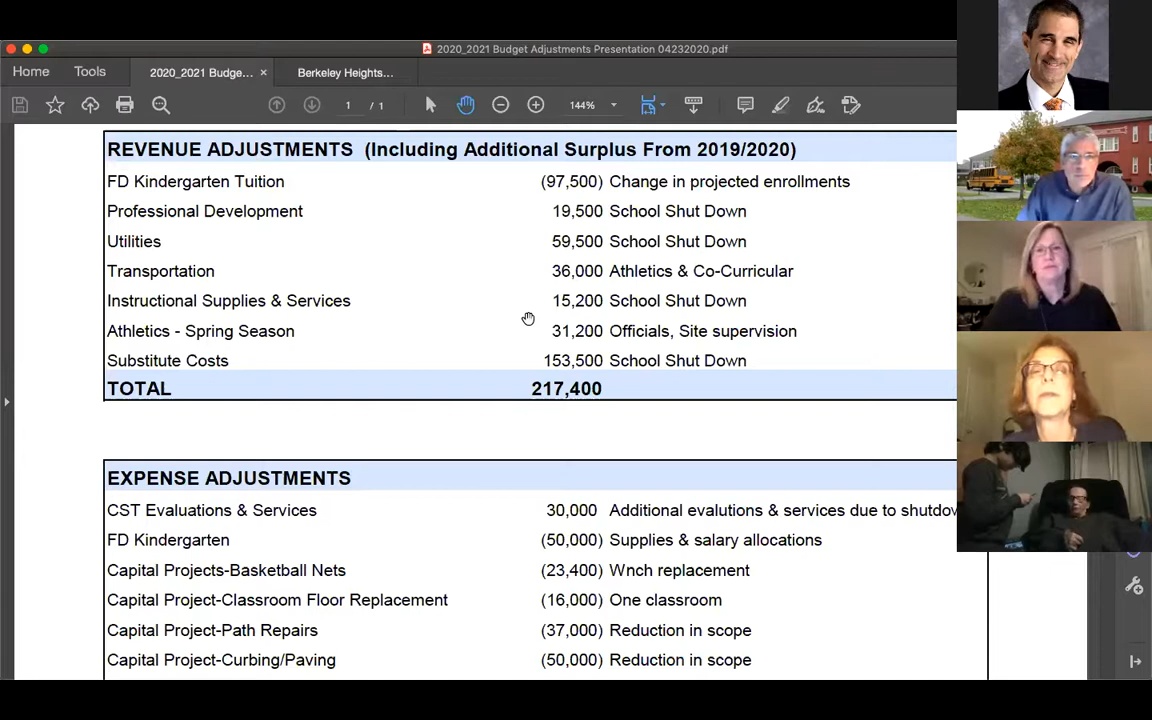 2020_2021 Budget Adjustments Presentation 04232020.pdf
Home Tools 2020_2021 Budge... × Berkeley Heights...
1 / 1 144%
REVENUE ADJUSTMENTS (Including Additional Surplus From 2019/2020)
FD Kindergarten Tuition (97,500) Change in projected enrollments
Professional Development 19,500 School Shut Down
Utilities 59,500 School Shut Down
Transportation 36,000 Athletics & Co-Curricular
Instructional Supplies & Services 15,200 School Shut Down
Athletics - Spring Season 31,200 Officials, Site supervision
Substitute Costs 153,500 School Shut Down
TOTAL 217,400
EXPENSE ADJUSTMENTS
CST Evaluations & Services 30,000 Additional evalutions & services due to shutdov
FD Kindergarten (50,000) Supplies & salary allocations
Capital Projects-Basketball Nets (23,400) Wnch replacement
Capital Project-Classroom Floor Replacement (16,000) One classroom
Capital Project-Path Repairs (37,000) Reduction in scope
Capital Project-Curbing/Paving (50,000) Reduction in scope